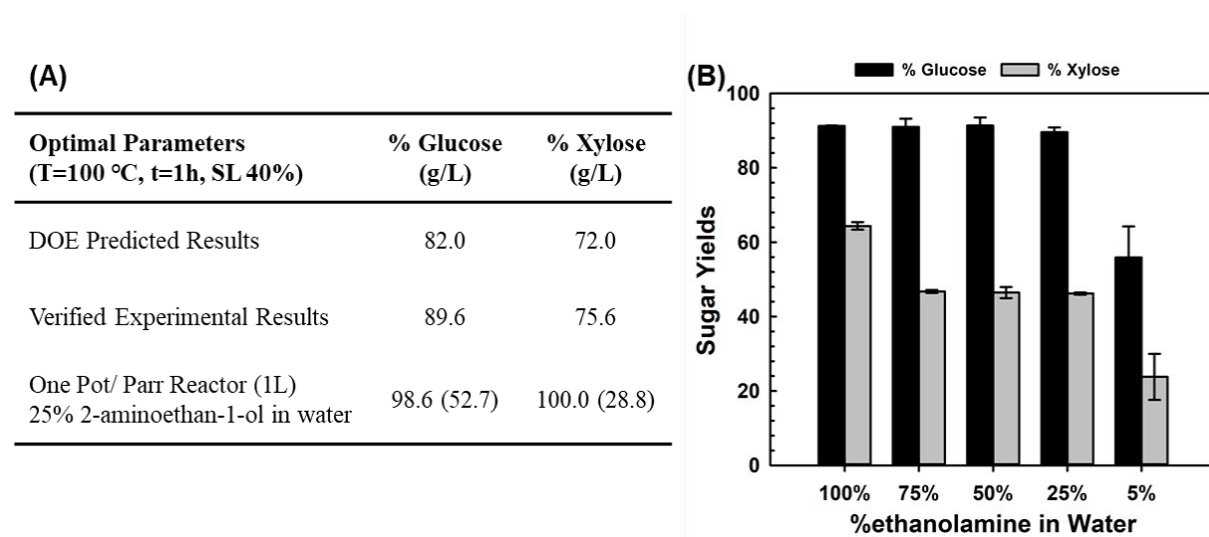 (A)
Optimal Parameters % Glucose % Xylose
(T=100 °C, t=1h, SL 40%) (g/L) (g/L)
DOE Predicted Results 82.0 72.0
Verified Experimental Results 89.6 75.6
One Pot/ Parr Reactor (1L)
25% 2-aminoethan-1-ol in water 98.6 (52.7) 100.0 (28.8)
(B)
% Glucose % Xylose
Sugar Yields
100
80
60
40
20
0
100% 75% 50% 25% 5%
%ethanolamine in Water